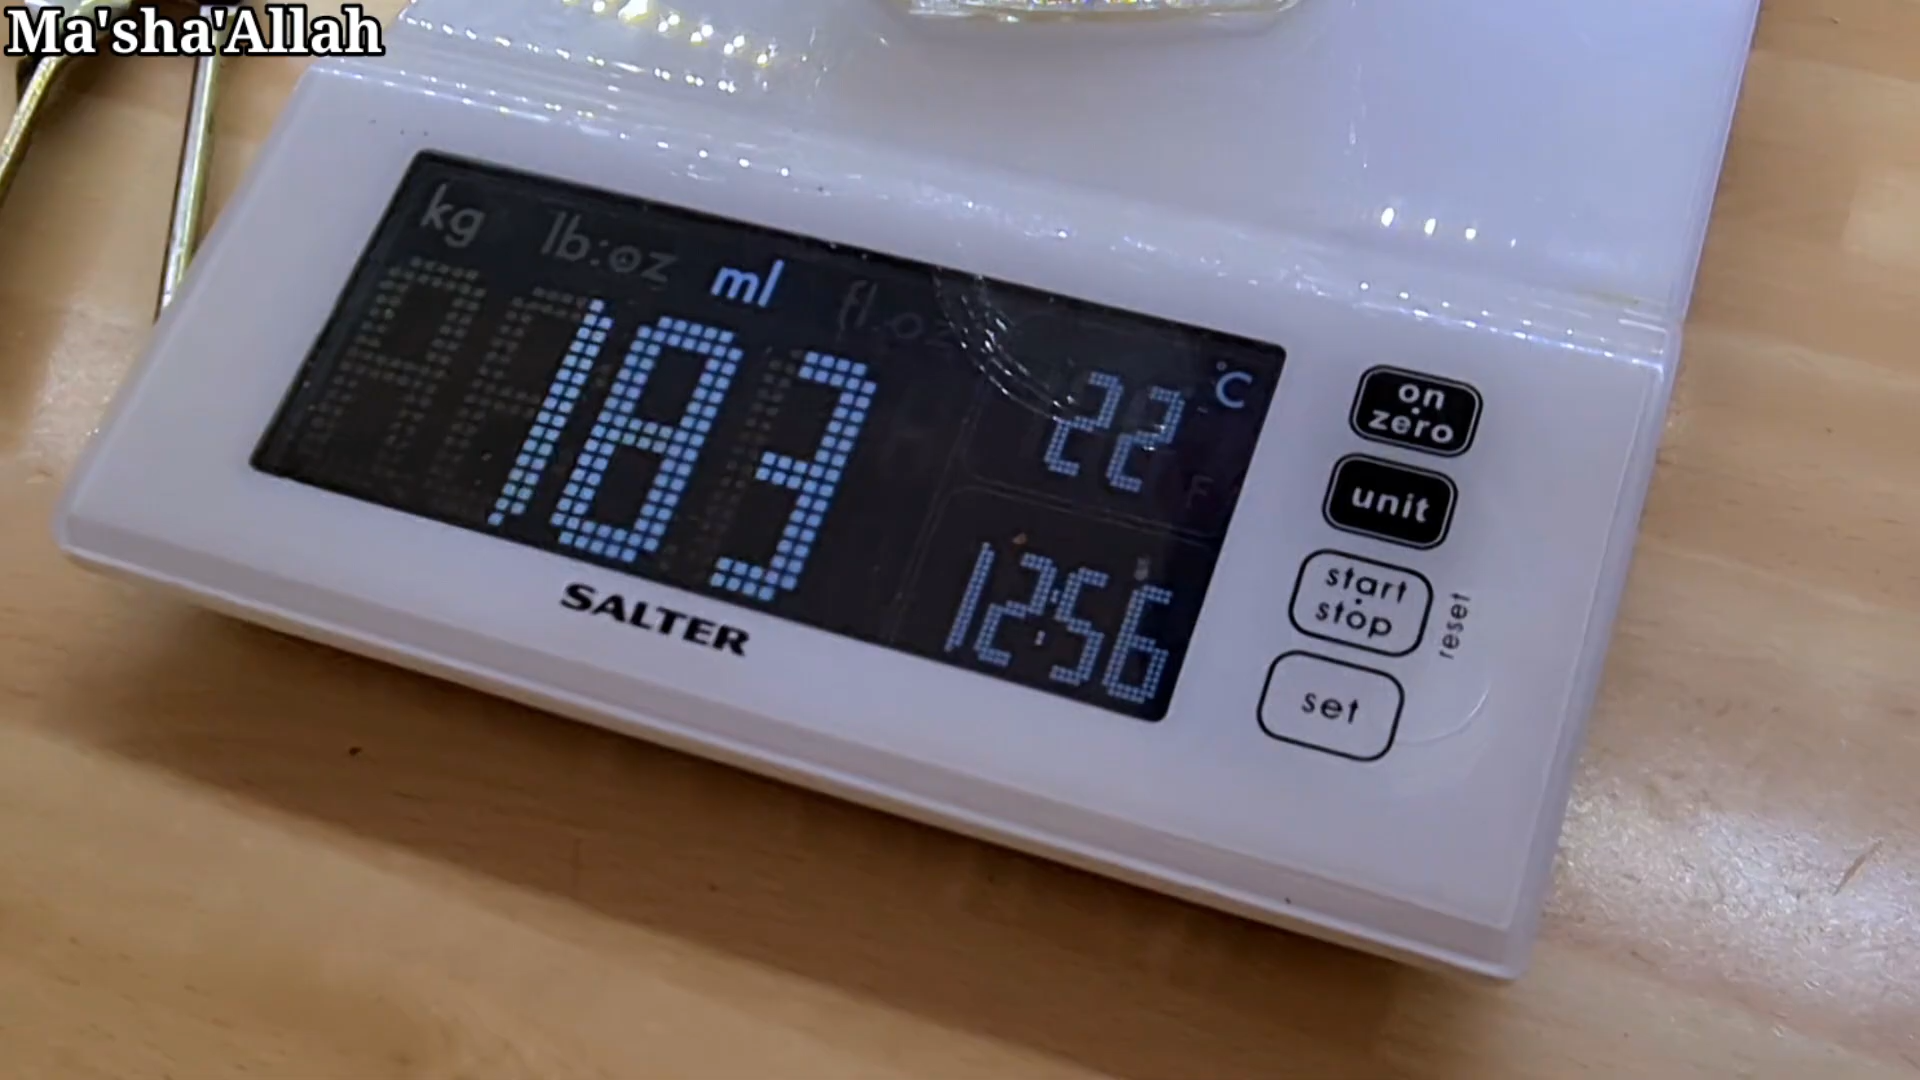 Ma'sha'Allah
kg lb:oz ml fl.oz
183
22 °C
F
12:56
SALTER
on
zero
unit
start
stop
reset
set